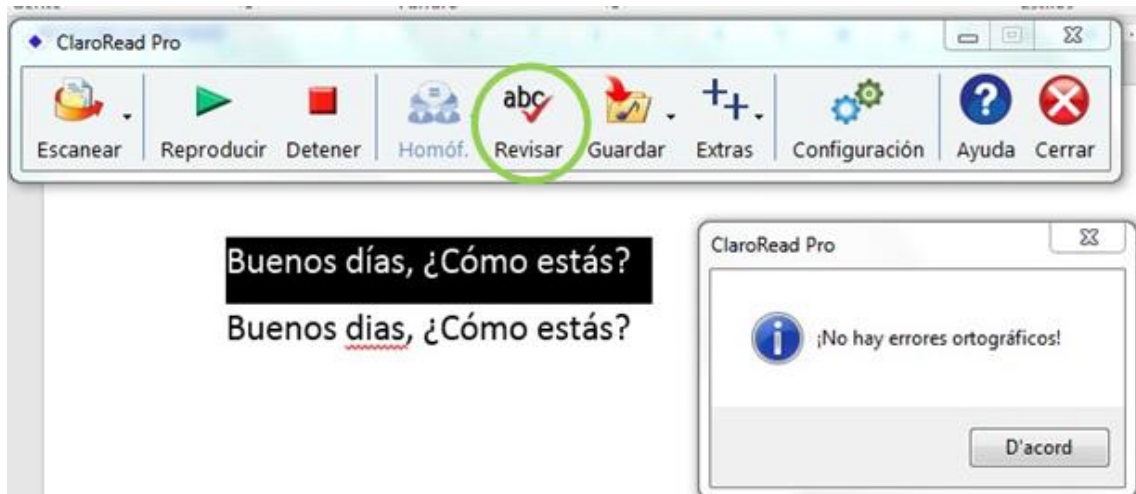 ClaroRead Pro
Escanear Reproducir Detener Homóf. abc Revisar Guardar Extras Configuración ? Ayuda Cerrar
Buenos días, ¿Cómo estás?
Buenos dias, ¿Cómo estás?
ClaroRead Pro
¡No hay errores ortográficos!
D'acord